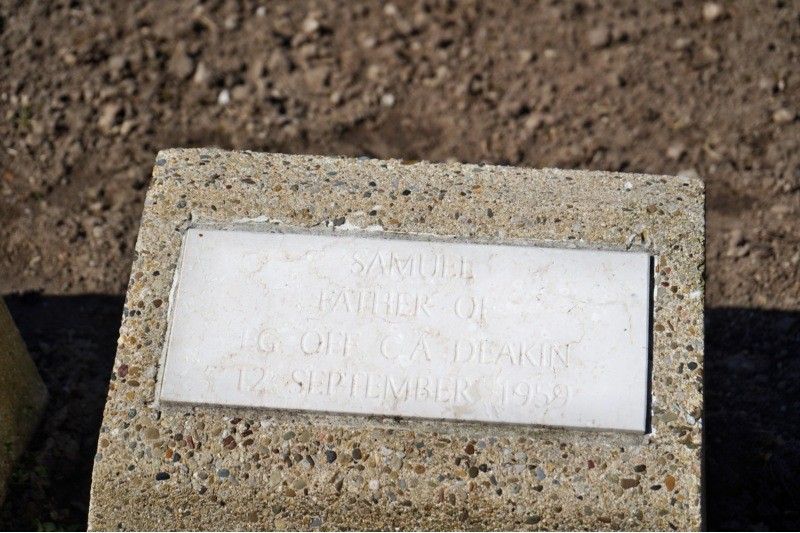 SAMUEL
FATHER OF
FG OFF C.A DEAKIN
12 SEPTEMBER 1959